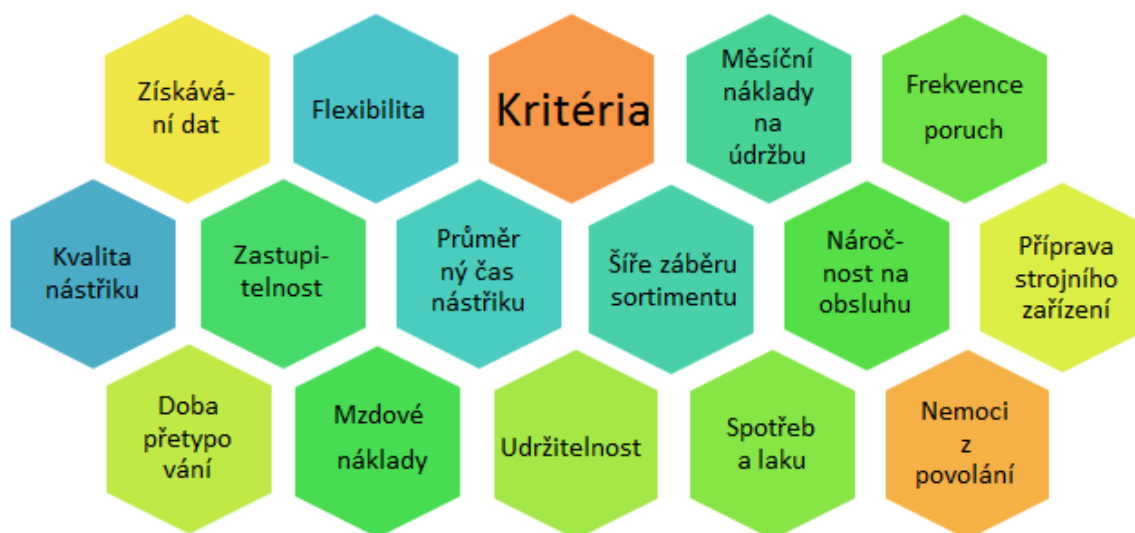 Získává-
ní dat
Flexibilita
Kritéria
Měsíční
náklady
na
údržbu
Frekvence
poruch
Kvalita
nástřiku
Zastupi-
telnost
Průměr
ný čas
nástřiku
Šíře záběru
sortimentu
Nároč-
nost na
obsluhu
Příprava
strojního
zařízení
Doba
přetypo
vání
Mzdové
náklady
Udržitelnost
Spotřeb
a laku
Nemoci
z
povolání